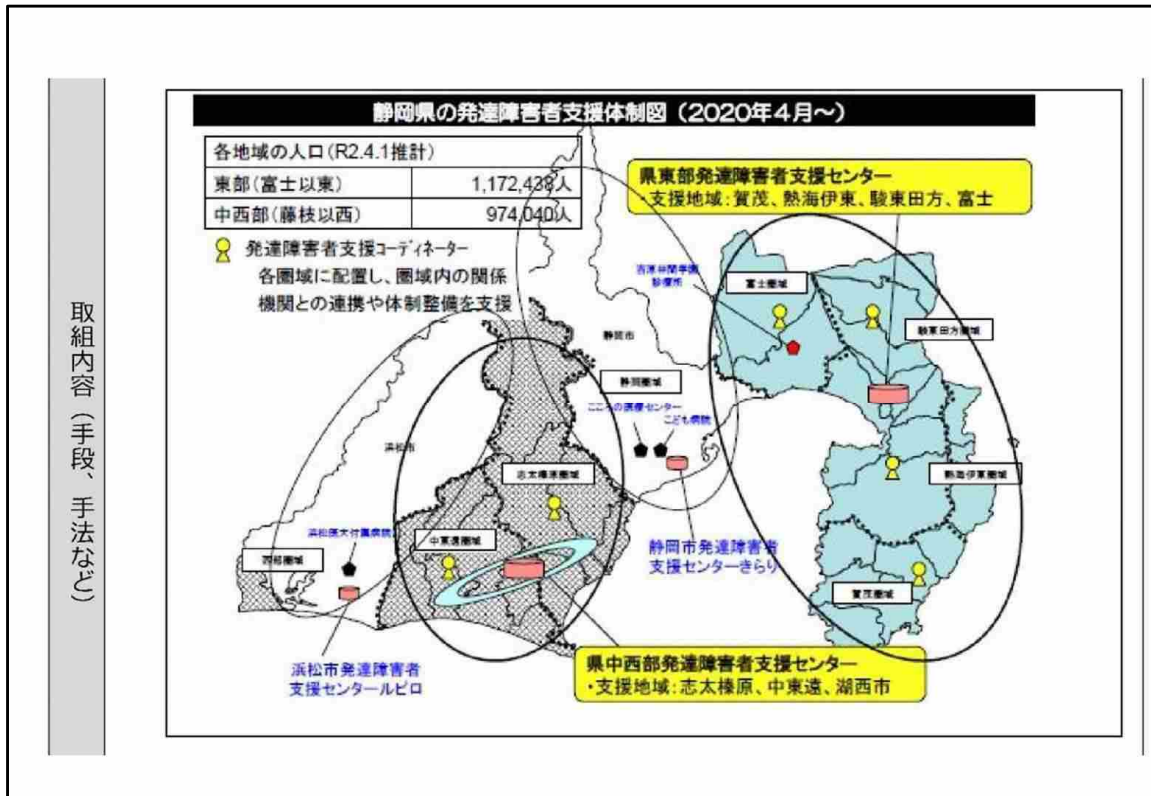 取組内容（手段、手法など）
静岡県の発達障害者支援体制図（2020年4月～）
各地域の人口(R2.4.1推計)
東部(富士以東) 1,172,438人
中西部(藤枝以西) 974,040人
発達障害者支援コーディネーター
各圏域に配置し、圏域内の関係
機関との連携や体制整備を支援
県東部発達障害者支援センター
・支援地域：賀茂、熱海伊東、駿東田方、富士
吉原林間学園
診療所
富士圏域
駿東田方圏域
静岡市
静岡圏域
こころの医療センター
こども病院
浜松市
志太榛原圏域
熱海伊東圏域
浜松医大付属病院
中東遠圏域
西部圏域
静岡市発達障害者
支援センターきらり
賀茂圏域
浜松市発達障害者
支援センタールピロ
県中西部発達障害者支援センター
・支援地域：志太榛原、中東遠、湖西市